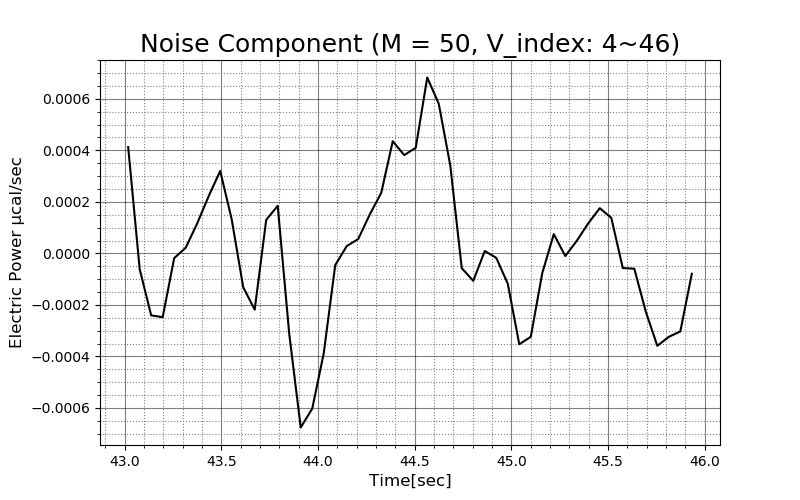 Noise Component (M = 50, V_index: 4~46)
Electric Power μcal/sec
0.0006
0.0004
0.0002
0.0000
−0.0002
−0.0004
−0.0006
43.0 43.5 44.0 44.5 45.0 45.5 46.0
Time[sec]